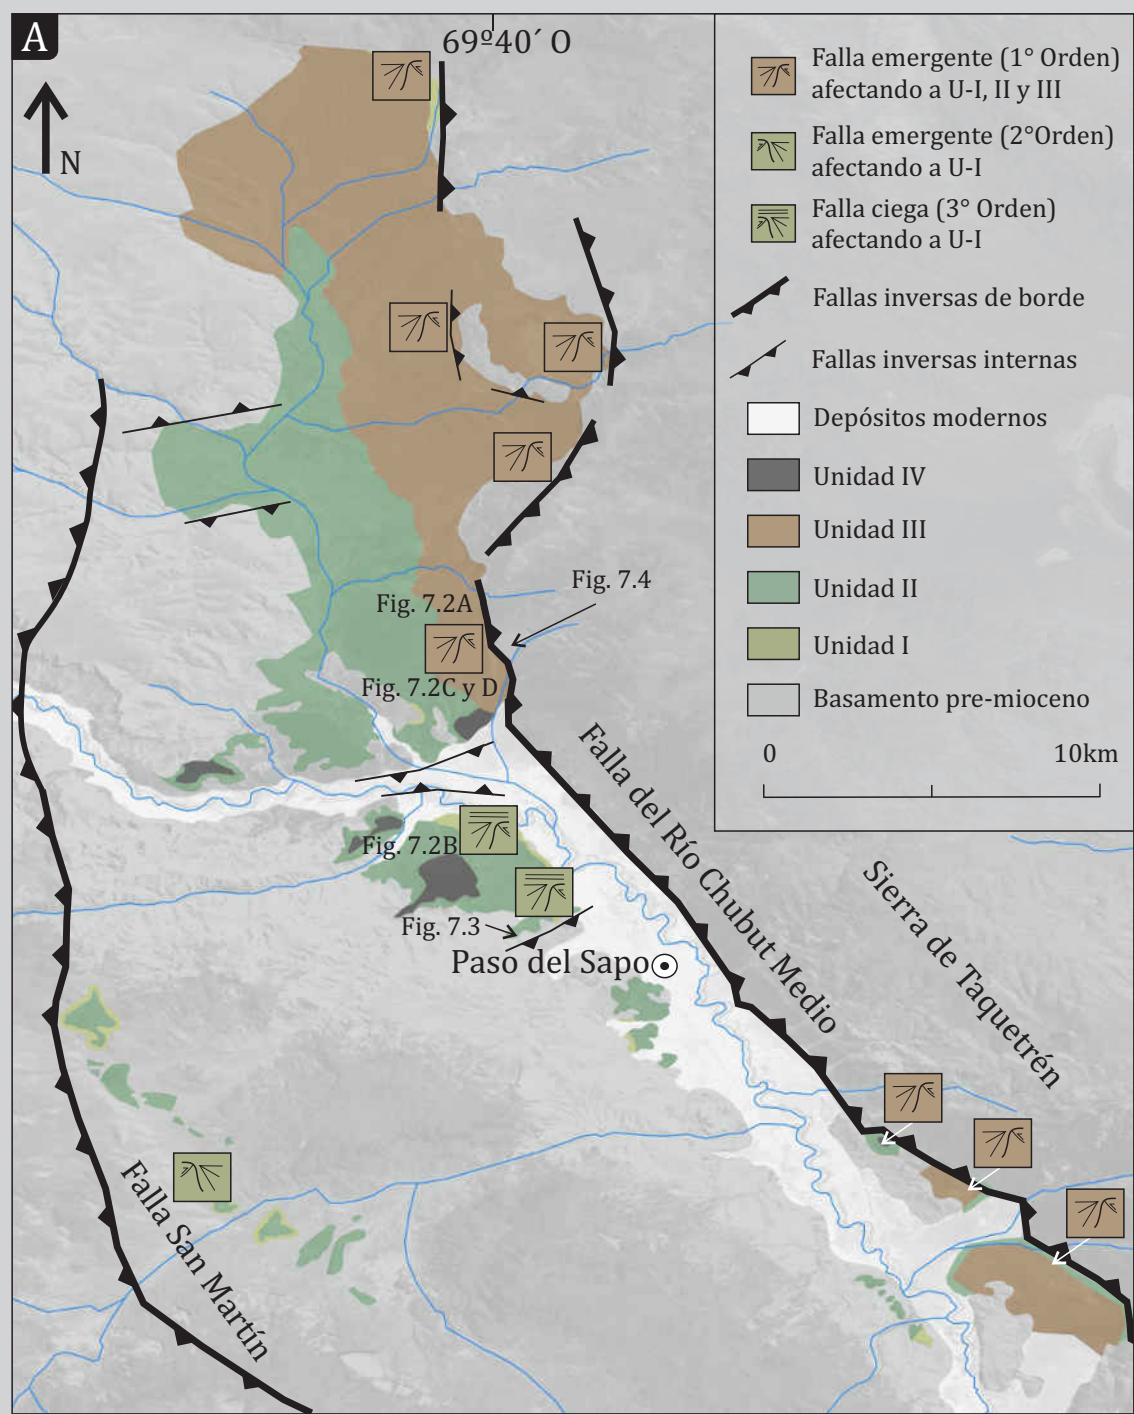 A
69º40´ O
N
Falla emergente (1° Orden)
afectando a U-I, II y III
Falla emergente (2°Orden)
afectando a U-I
Falla ciega (3° Orden)
afectando a U-I
Fallas inversas de borde
Fallas inversas internas
Depósitos modernos
Unidad IV
Unidad III
Unidad II
Unidad I
Basamento pre-mioceno
0 10km
Fig. 7.4
Fig. 7.2A
Fig. 7.2C y D
Fig. 7.2B
Fig. 7.3
Paso del Sapo
Falla del Río Chubut Medio
Sierra de Taquetrén
Falla San Martín